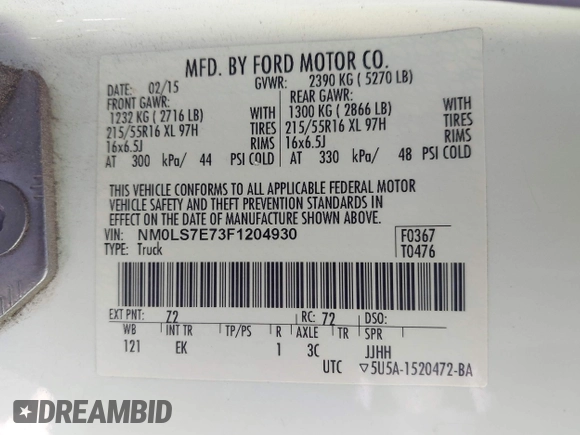 MFD. BY FORD MOTOR CO.
DATE: 02/15 GVWR: 2390 KG ( 5270 LB)
FRONT GAWR: REAR GAWR:
1232 KG ( 2716 LB) WITH 1300 KG ( 2866 LB) WITH
215/55R16 XL 97H TIRES 215/55R16 XL 97H TIRES
16x6.5J RIMS 16x6.5J RIMS
AT 300 kPa/ 44 PSI COLD AT 330 kPa/ 48 PSI COLD
THIS VEHICLE CONFORMS TO ALL APPLICABLE FEDERAL MOTOR
VEHICLE SAFETY AND THEFT PREVENTION STANDARDS IN
EFFECT ON THE DATE OF MANUFACTURE SHOWN ABOVE.
VIN: NM0LS7E73F1204930 F0367
TYPE: Truck T0476
EXT PNT: 72 RC: 72 DSO:
WB INT TR TP/PS R AXLE TR SPR
121 EK 1 3C JJHH
UTC ▽5U5A-1520472-BA
DREAMBID